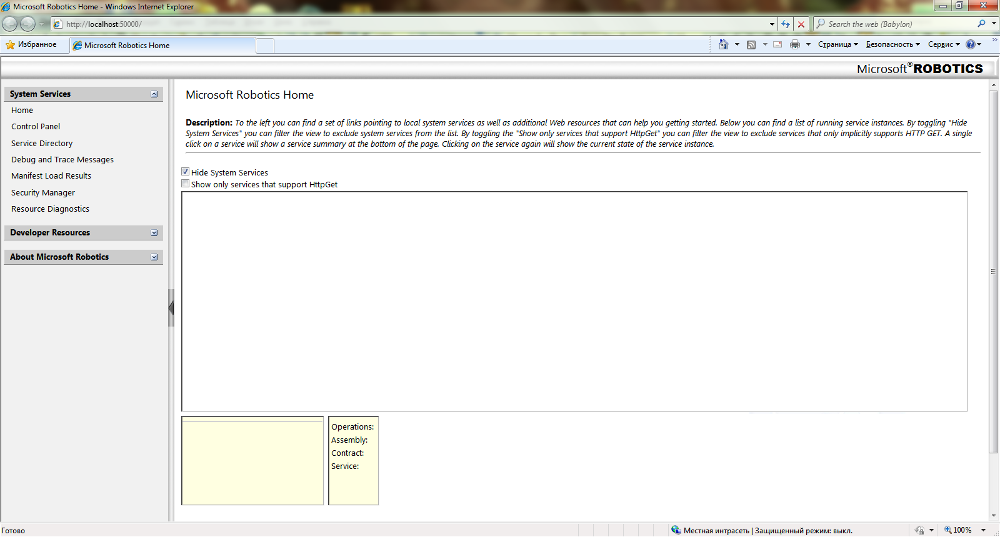 Microsoft Robotics Home - Windows Internet Explorer
http://localhost:50000/
Search the web (Babylon)
Избранное
Microsoft Robotics Home
Страница
Безопасность
Сервис
Microsoft®ROBOTICS
System Services
Home
Control Panel
Service Directory
Debug and Trace Messages
Manifest Load Results
Security Manager
Resource Diagnostics
Developer Resources
About Microsoft Robotics
Microsoft Robotics Home
Description: To the left you can find a set of links pointing to local system services as well as additional Web resources that can help you getting started. Below you can find a list of running service instances. By toggling "Hide
System Services" you can filter the view to exclude system services from the list. By toggling the "Show only services that support HttpGet" you can filter the view to exclude services that only implicitly supports HTTP GET. A single
click on a service will show a service summary at the bottom of the page. Clicking on the service again will show the current state of the service instance.
Hide System Services
Show only services that support HttpGet
Operations:
Assembly:
Contract:
Service:
Готово
Местная интрасеть | Защищенный режим: выкл.
100%